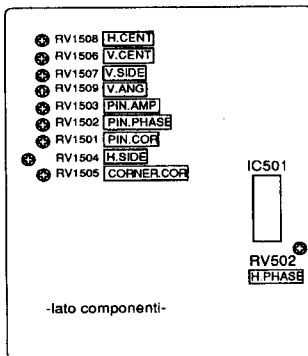 RV1508 H.CENT
RV1506 V.CENT
RV1507 V.SIDE
RV1509 V.ANG
RV1503 PIN.AMP
RV1502 PIN.PHASE
RV1501 PIN.COR
RV1504 H.SIDE
RV1505 CORNER.COR
IC501
RV502
H.PHASE
-lato componenti-